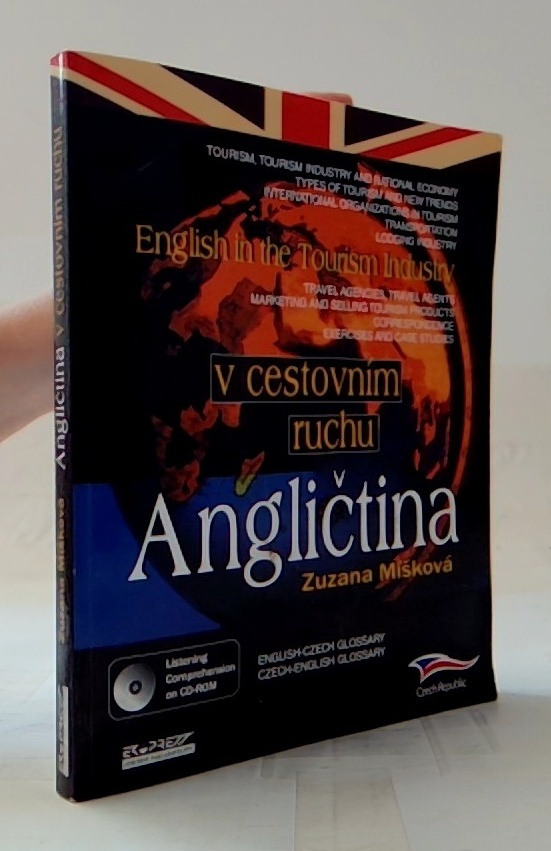 TOURISM, TOURISM INDUSTRY AND NATIONAL ECONOMY
TYPES OF TOURISM AND NEW TRENDS
INTERNATIONAL ORGANIZATIONS IN TOURISM
TRANSPORTATION
LODGING INDUSTRY
English in the Tourism Industry
TRAVEL AGENCIES, TRAVEL AGENTS
MARKETING AND SELLING TOURISM PRODUCTS
CORRESPONDENCE
EXERCISES AND CASE STUDIES
v cestovním
ruchu
Angličtina
Zuzana Mišková
ENGLISH-CZECH GLOSSARY
CZECH-ENGLISH GLOSSARY
Listening
Comprehension
on CD-ROM
Czech Republic
EKOPRESS
Zuzana Mišková Angličtina v cestovním ruchu